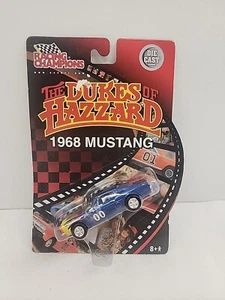 RACING
CHAMPIONS
DIE
CAST
THE DUKES OF
HAZZARD
1968 MUSTANG
01
00
8+